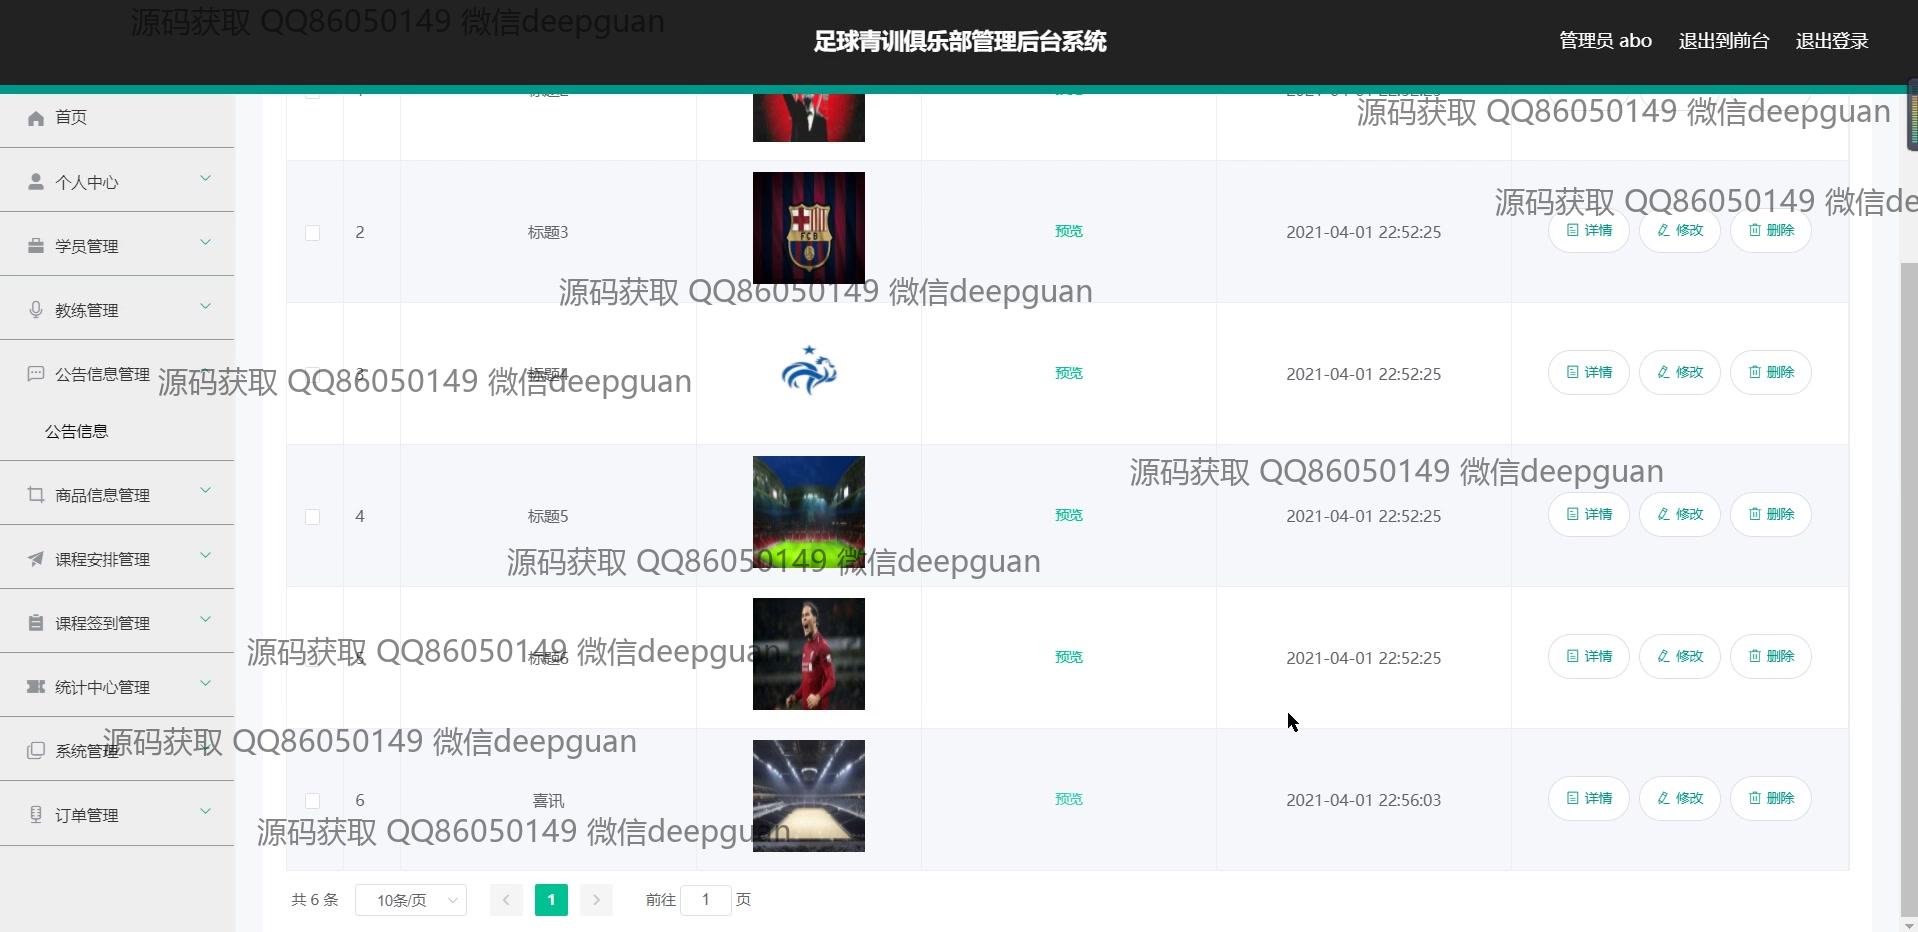 源码获取 QQ86050149 微信deepguan
足球青训俱乐部管理后台系统
管理员 abo 退出到前台 退出登录
源码获取 QQ86050149 微信deepguan
首页
个人中心
学员管理
教练管理
公告信息管理
公告信息
商品信息管理
课程安排管理
课程签到管理
统计中心管理
系统管理
订单管理
源码获取 QQ86050149 微信de
2 标题3 FCB 预览 2021-04-01 22:52:25 详情 修改 删除
源码获取 QQ86050149 微信deepguan
3 标题4 预览 2021-04-01 22:52:25 详情 修改 删除
源码获取 QQ86050149 微信deepguan
源码获取 QQ86050149 微信deepguan
4 标题5 预览 2021-04-01 22:52:25 详情 修改 删除
源码获取 QQ86050149 微信deepguan
源码获取 QQ86050149 微信deepguan
5 标题6 预览 2021-04-01 22:52:25 详情 修改 删除
源码获取 QQ86050149 微信deepguan
6 喜讯 预览 2021-04-01 22:56:03 详情 修改 删除
源码获取 QQ86050149 微信deepguan
共 6 条 10条/页 1 前往 1 页